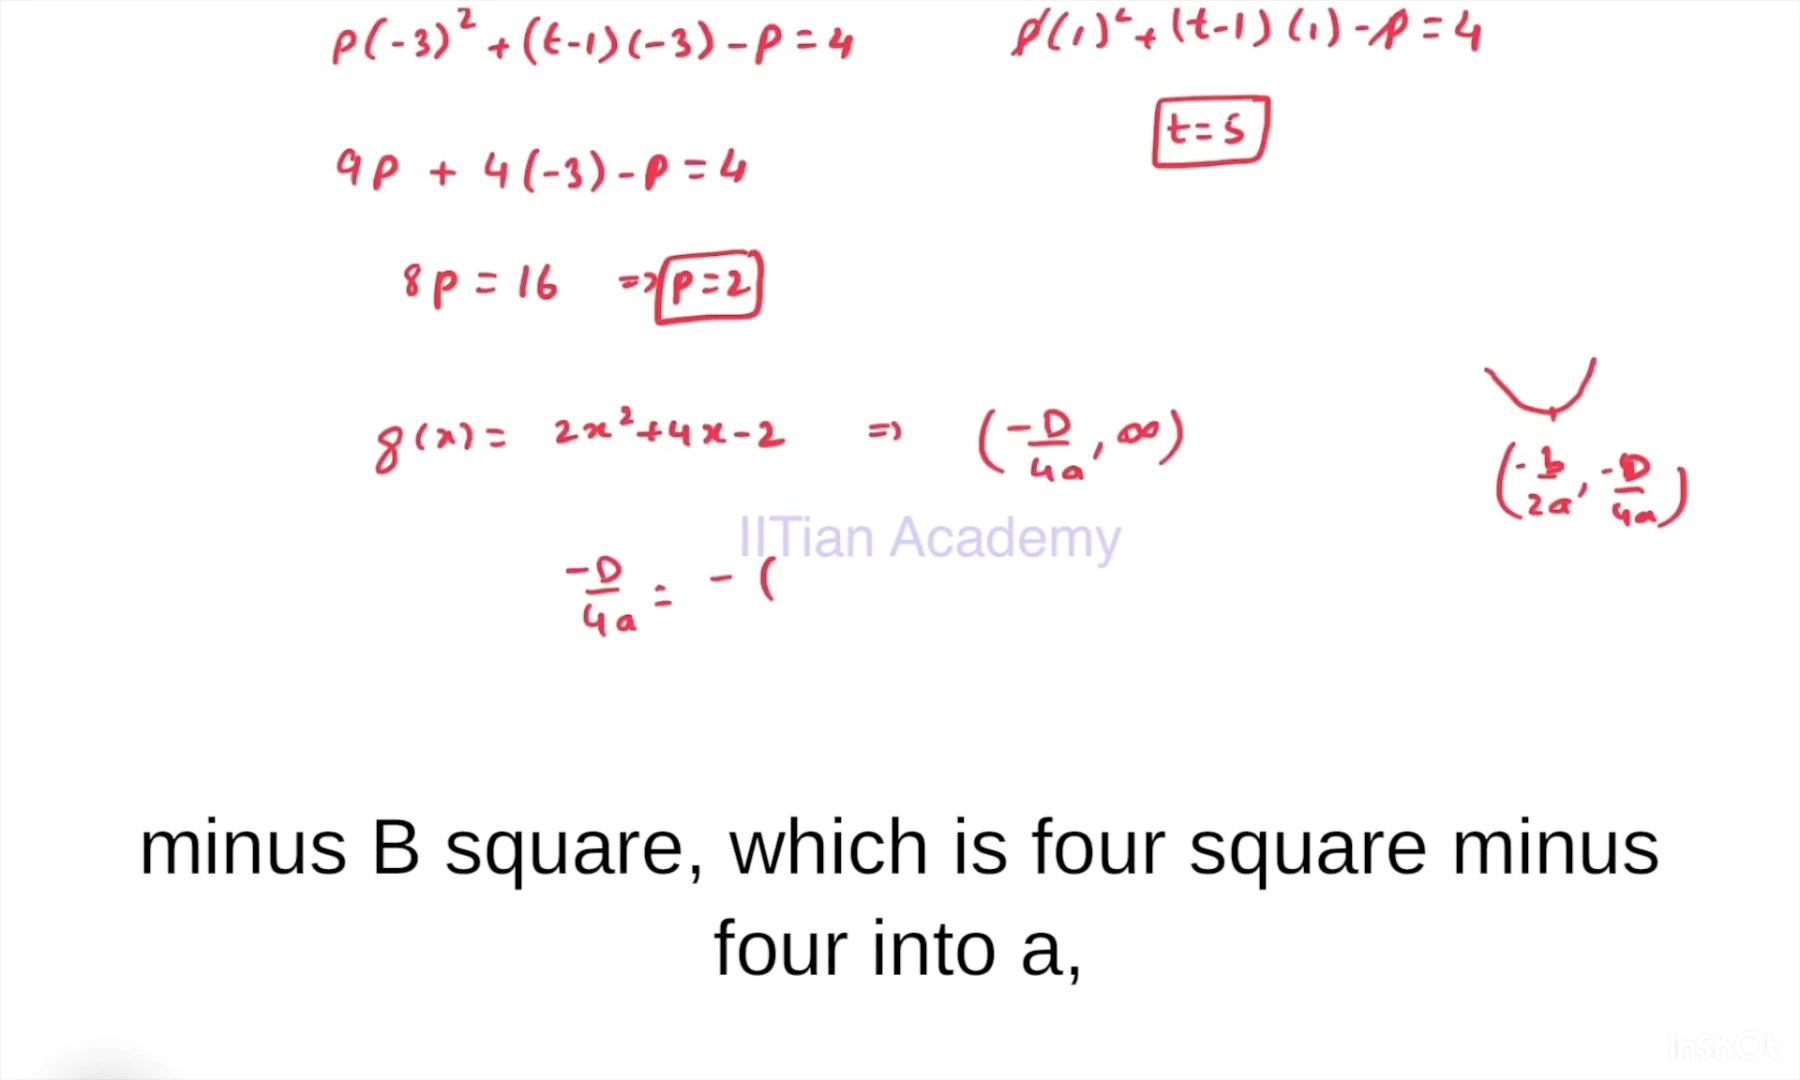 p(-3)² + (t-1)(-3) - p = 4
p(1)² + (t-1)(1) - p = 4
t = 5
9p + 4(-3) - p = 4
8p = 16 ⇒ p = 2
g(x) = 2x² + 4x - 2 ⇒ (-D/4a, ∞)
(-b/2a, -D/4a)
IITian Academy
-D/4a = - (
minus B square, which is four square minus
four into a,
InShOt